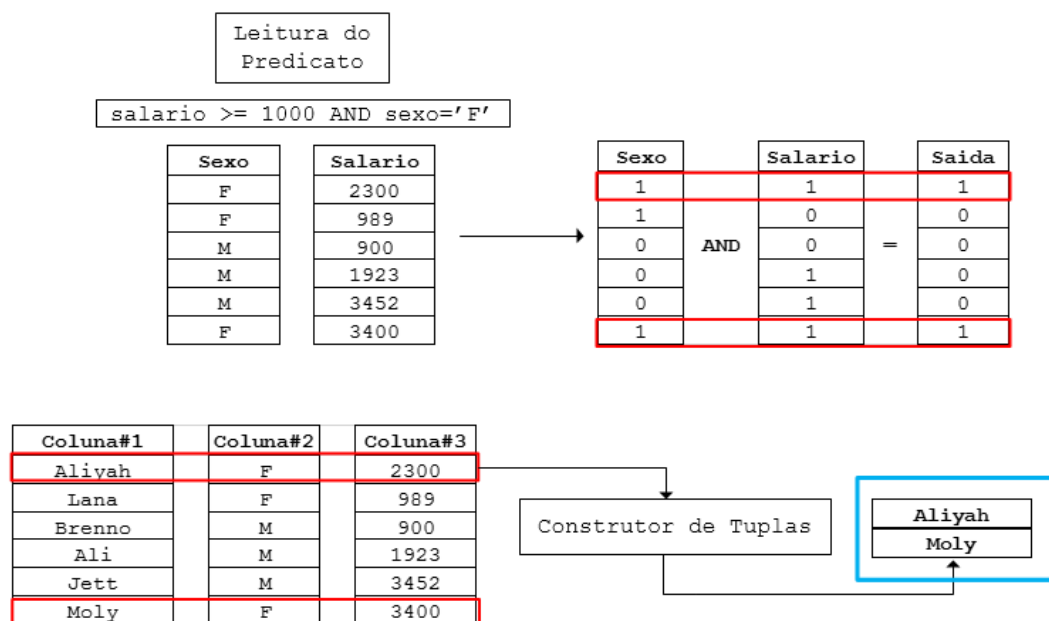 Leitura do
Predicato
salario >= 1000 AND sexo='F'
Sexo Salario
F 2300
F 989
M 900
M 1923
M 3452
F 3400
Sexo Salario Saida
1 1 1
1 0 0
0 AND 0 = 0
0 1 0
0 1 0
1 1 1
Coluna#1 Coluna#2 Coluna#3
Aliyah F 2300
Lana F 989
Brenno M 900
Ali M 1923
Jett M 3452
Moly F 3400
Construtor de Tuplas
Aliyah
Moly